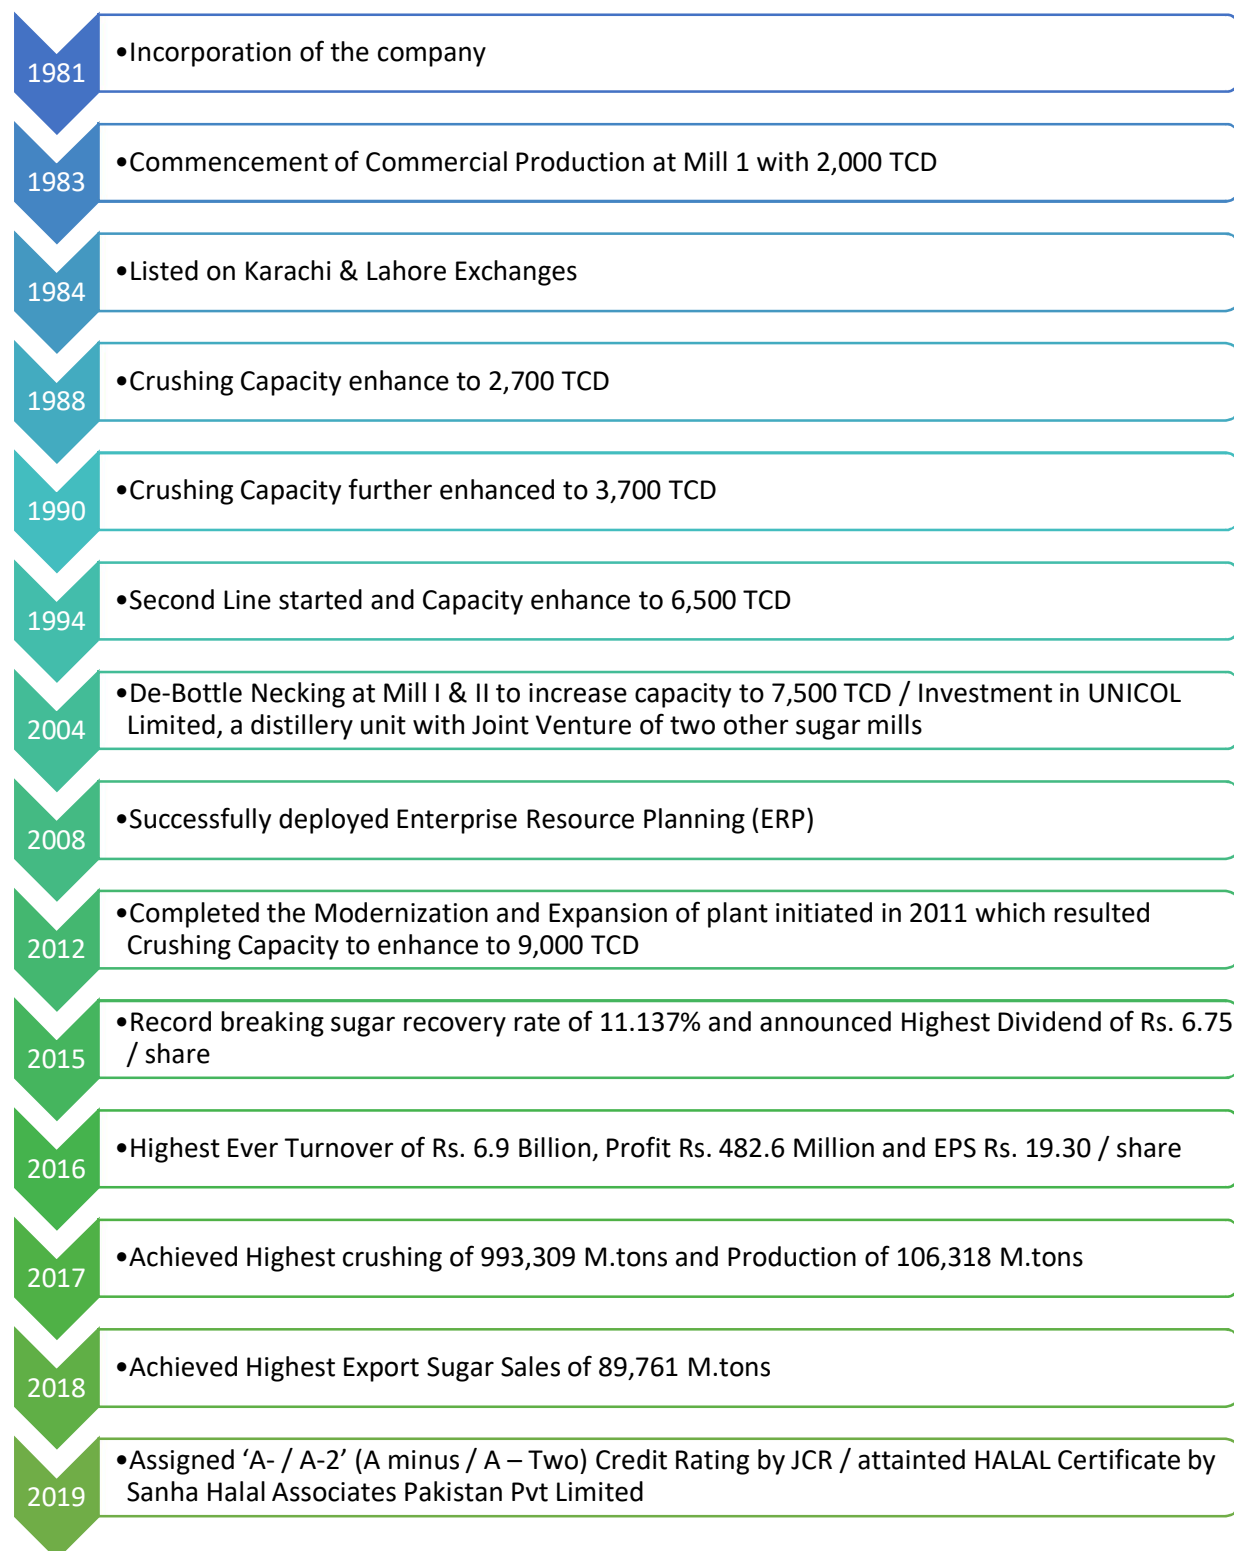 1981
•Incorporation of the company
1983
•Commencement of Commercial Production at Mill 1 with 2,000 TCD
1984
•Listed on Karachi & Lahore Exchanges
1988
•Crushing Capacity enhance to 2,700 TCD
1990
•Crushing Capacity further enhanced to 3,700 TCD
1994
•Second Line started and Capacity enhance to 6,500 TCD
2004
•De-Bottle Necking at Mill I & II to increase capacity to 7,500 TCD / Investment in UNICOL
Limited, a distillery unit with Joint Venture of two other sugar mills
2008
•Successfully deployed Enterprise Resource Planning (ERP)
2012
•Completed the Modernization and Expansion of plant initiated in 2011 which resulted
Crushing Capacity to enhance to 9,000 TCD
2015
•Record breaking sugar recovery rate of 11.137% and announced Highest Dividend of Rs. 6.75
/ share
2016
•Highest Ever Turnover of Rs. 6.9 Billion, Profit Rs. 482.6 Million and EPS Rs. 19.30 / share
2017
•Achieved Highest crushing of 993,309 M.tons and Production of 106,318 M.tons
2018
•Achieved Highest Export Sugar Sales of 89,761 M.tons
2019
•Assigned ‘A- / A-2’ (A minus / A – Two) Credit Rating by JCR / attainted HALAL Certificate by
Sanha Halal Associates Pakistan Pvt Limited